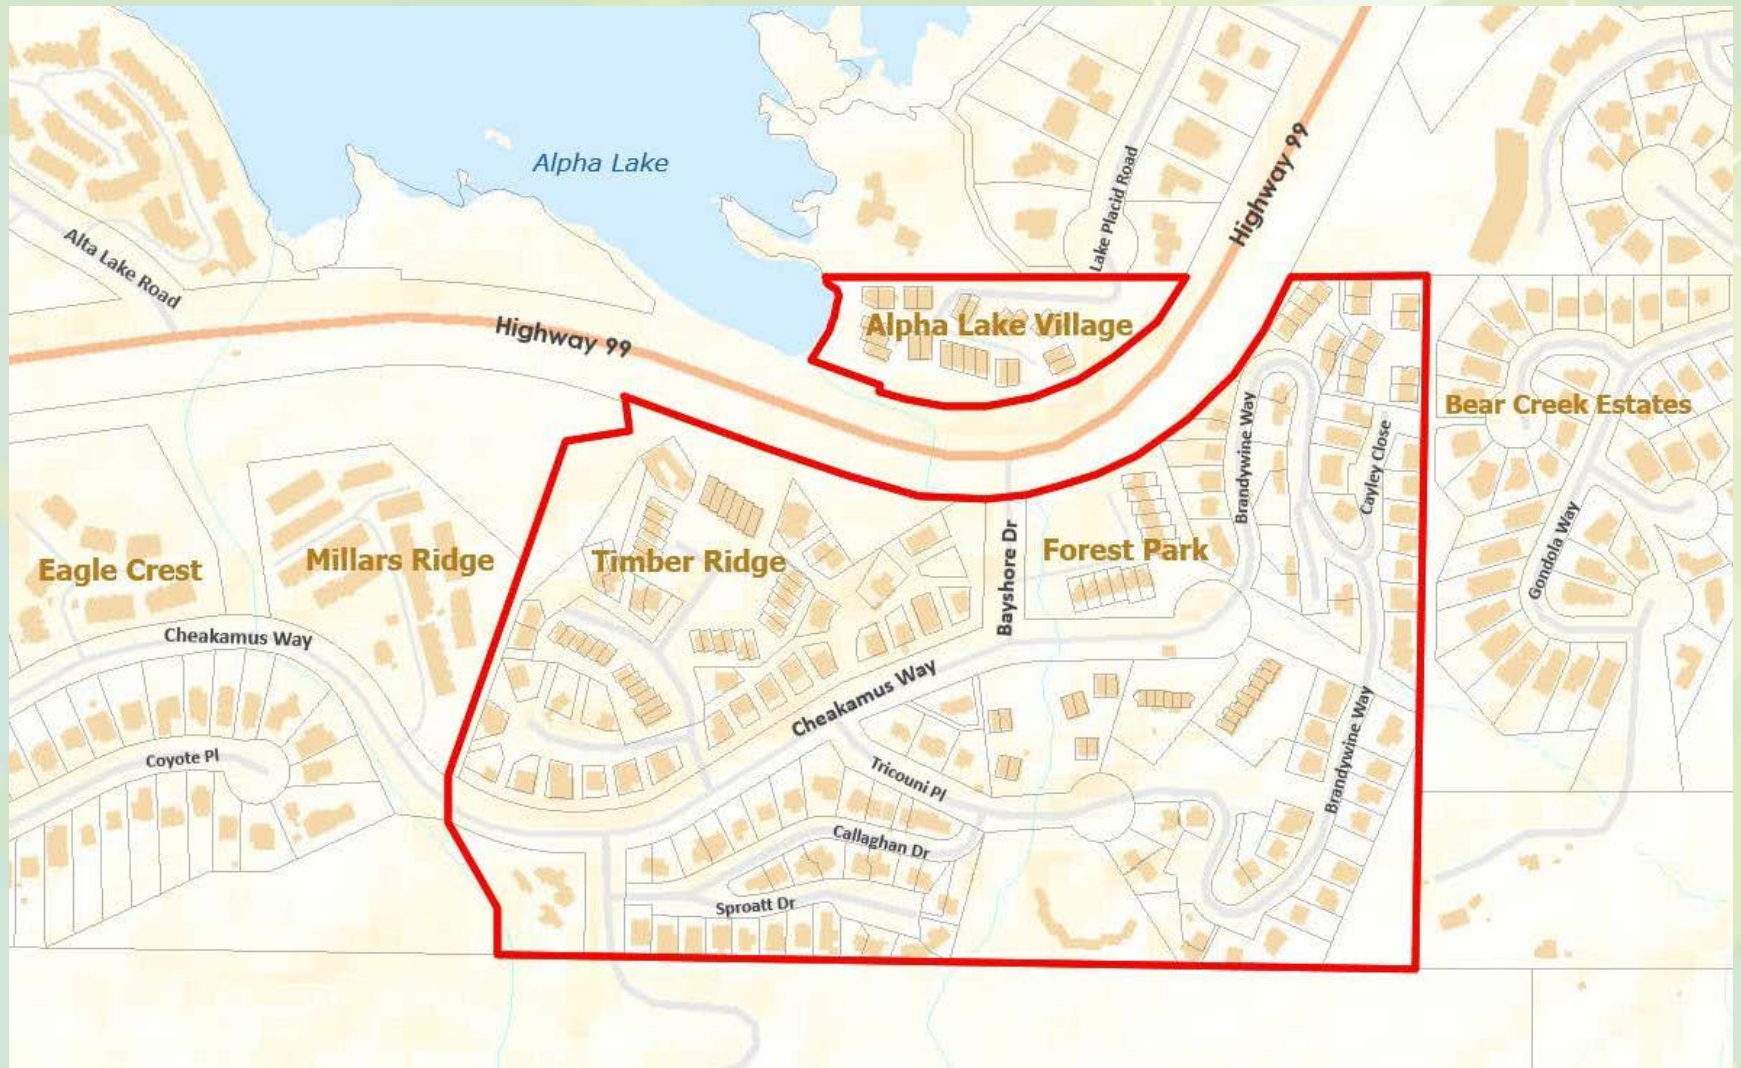 Alpha Lake
Lake Placid Road
Highway 99
Alta Lake Road
Highway 99
Alpha Lake Village
Bear Creek Estates
Brandywine Way
Cayley Close
Gondola Way
Eagle Crest
Millars Ridge
Timber Ridge
Bayshore Dr
Forest Park
Cheakamus Way
Cheakamus Way
Coyote Pl
Tricouni Pl
Brandywine Way
Callaghan Dr
Sproatt Dr